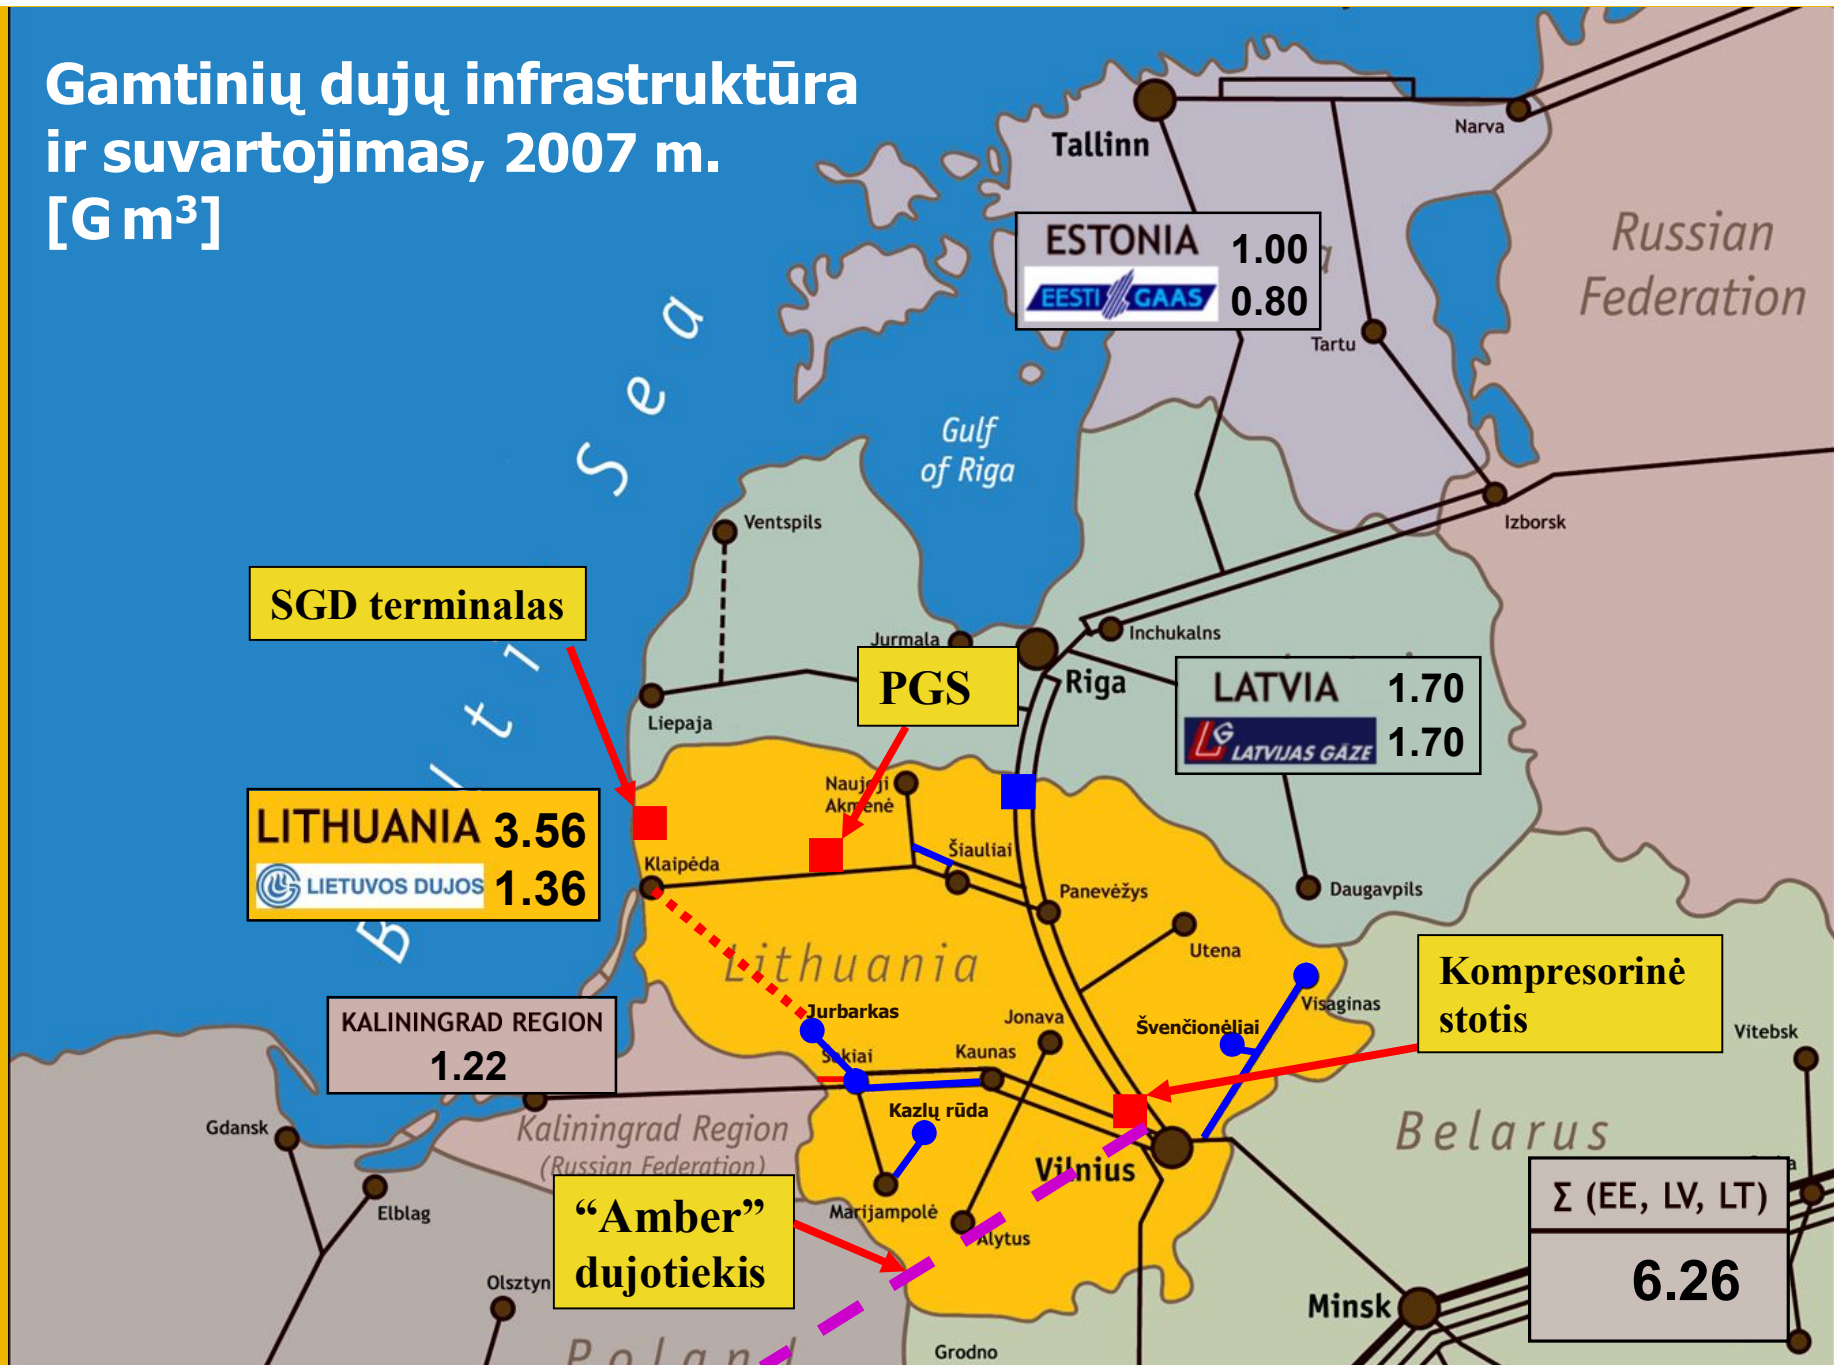 Gamtinių dujų infrastruktūra
ir suvartojimas, 2007 m.
[G m³]
Tallinn
Narva
Russian
Federation
ESTONIA 1.00
EESTI GAAS 0.80
Tartu
Sea
Gulf
of Riga
Izborsk
Ventspils
SGD terminalas
Jurmala
Inchukalns
Riga
PGS
Liepaja
LATVIA 1.70
LG LATVIJAS GĀZE 1.70
Naujoji
Akmenė
LITHUANIA 3.56
LIETUVOS DUJOS 1.36
Klaipėda
Šiauliai
Panevėžys
Daugavpils
Utena
Lithuania
Kompresorinė
stotis
Visaginas
KALININGRAD REGION
1.22
Jurbarkas
Jonava
Švenčionėliai
Vitebsk
Šakiai
Kaunas
Kazlų rūda
Gdansk
Kaliningrad Region
(Russian Federation)
Belarus
Vilnius
Elblag
“Amber”
dujotiekis
Marijampolė
Alytus
Σ (EE, LV, LT)
6.26
Olsztyn
Minsk
Poland
Grodno